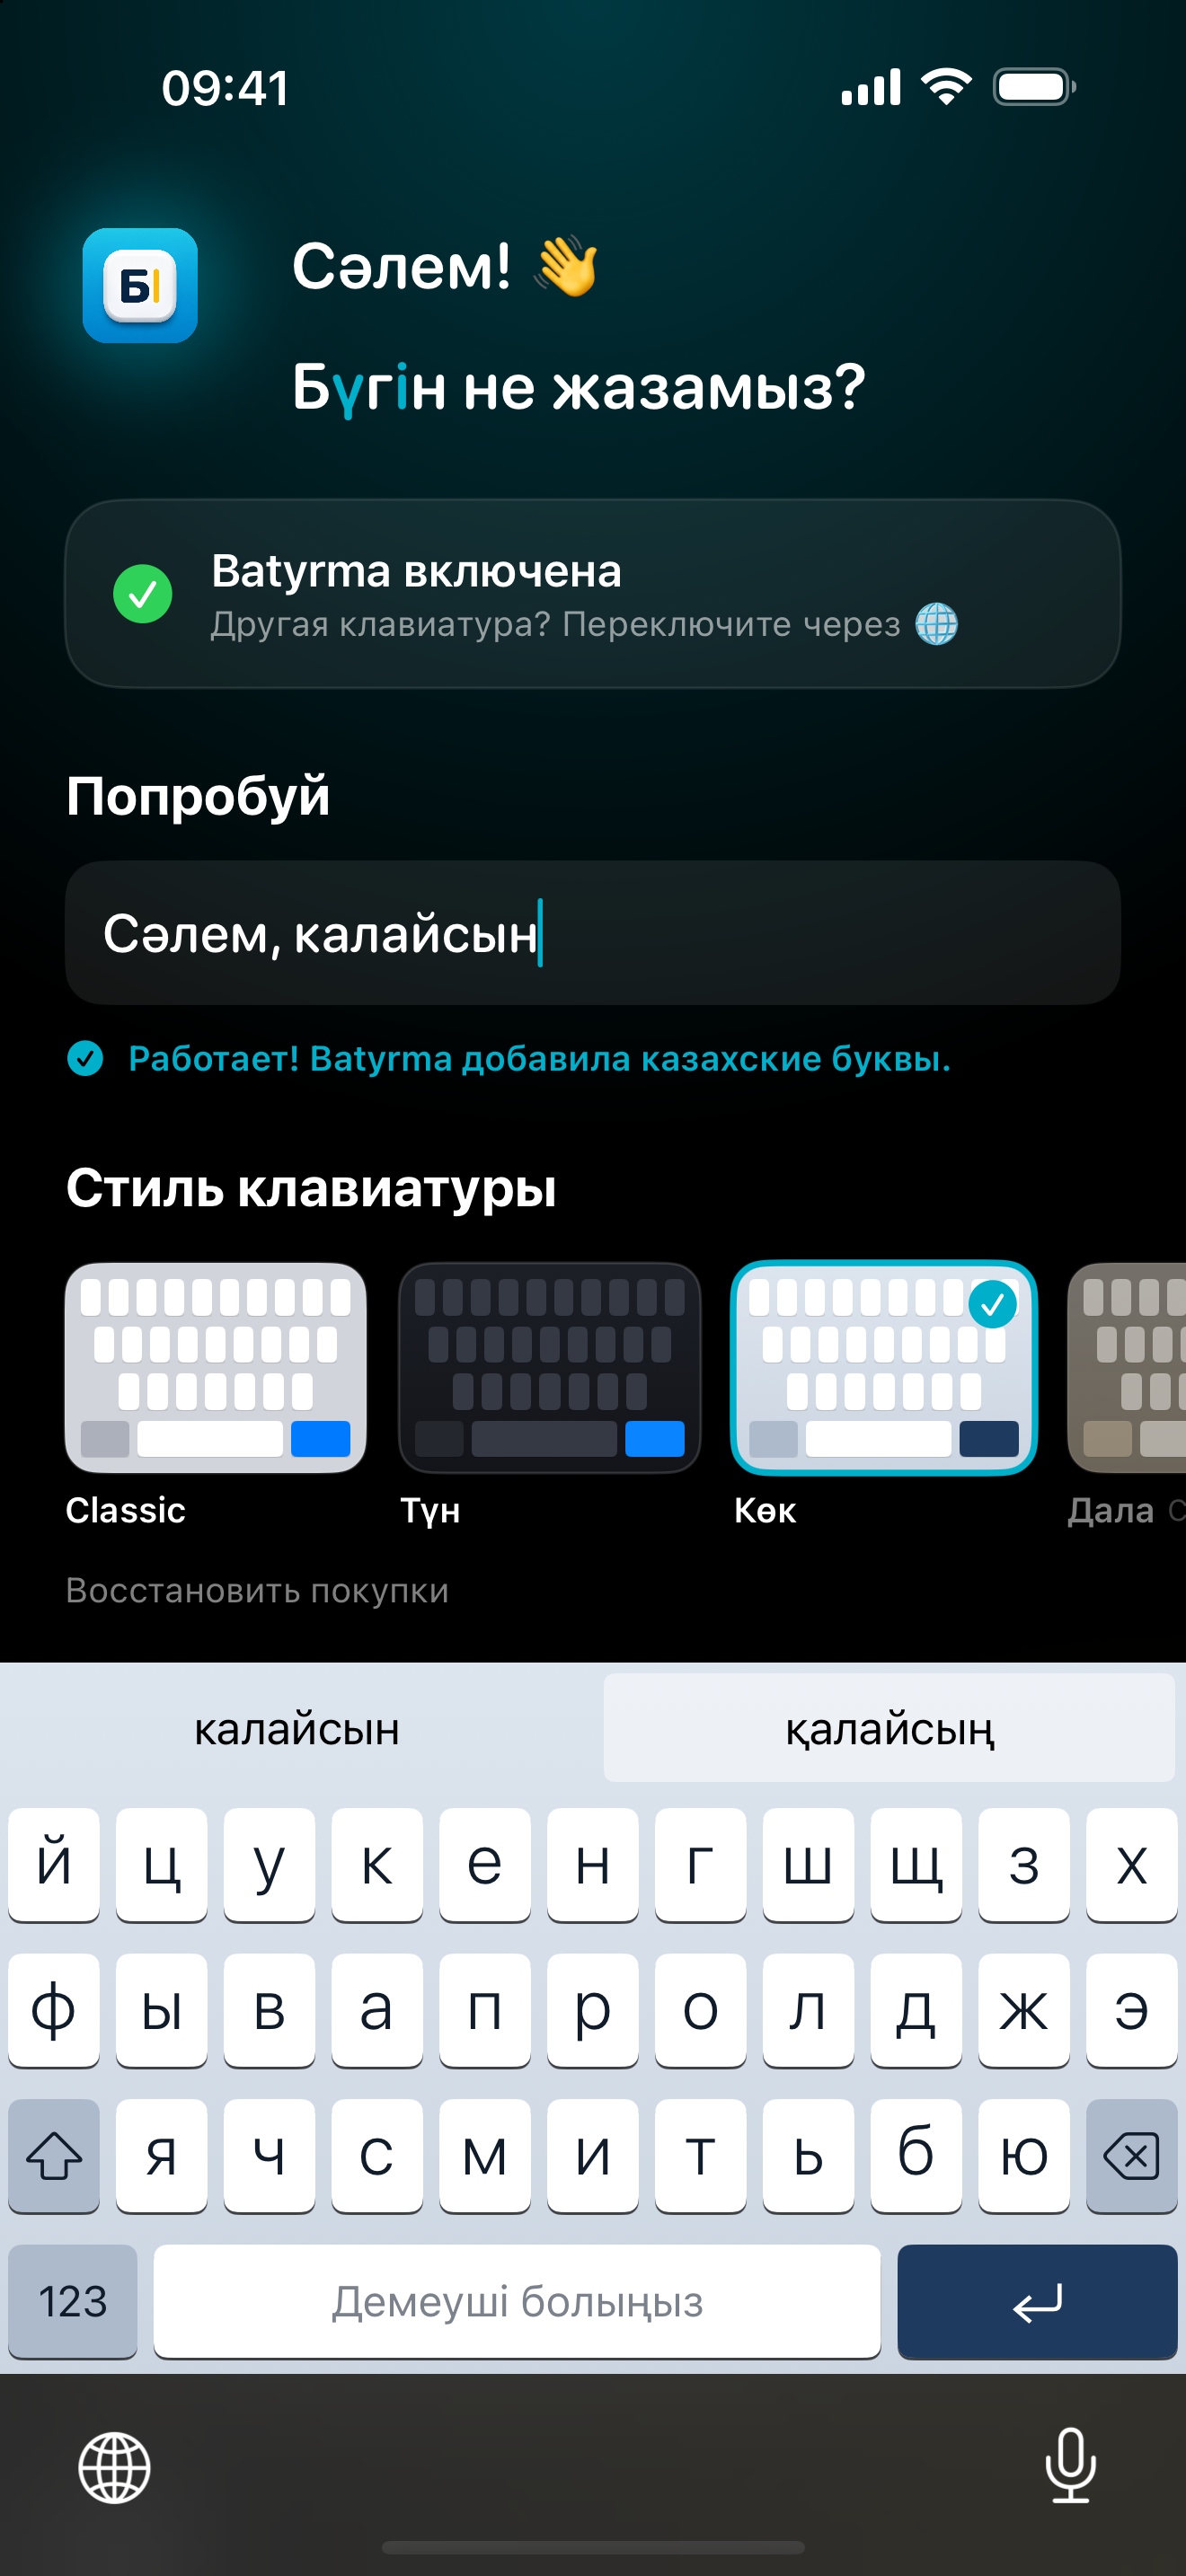 09:41
БІ
Сәлем! 👋
Бүгін не жазамыз?
Batyrma включена
Другая клавиатура? Переключите через 🌐
Попробуй
Сәлем, калайсын
Работает! Batyrma добавила казахские буквы.
Стиль клавиатуры
Classic
Түн
Көк
Дала
Восстановить покупки
калайсын
қалайсың
й ц у к е н г ш щ з х
ф ы в а п р о л д ж э
я ч с м и т ь б ю
123
Демеуші болыңыз